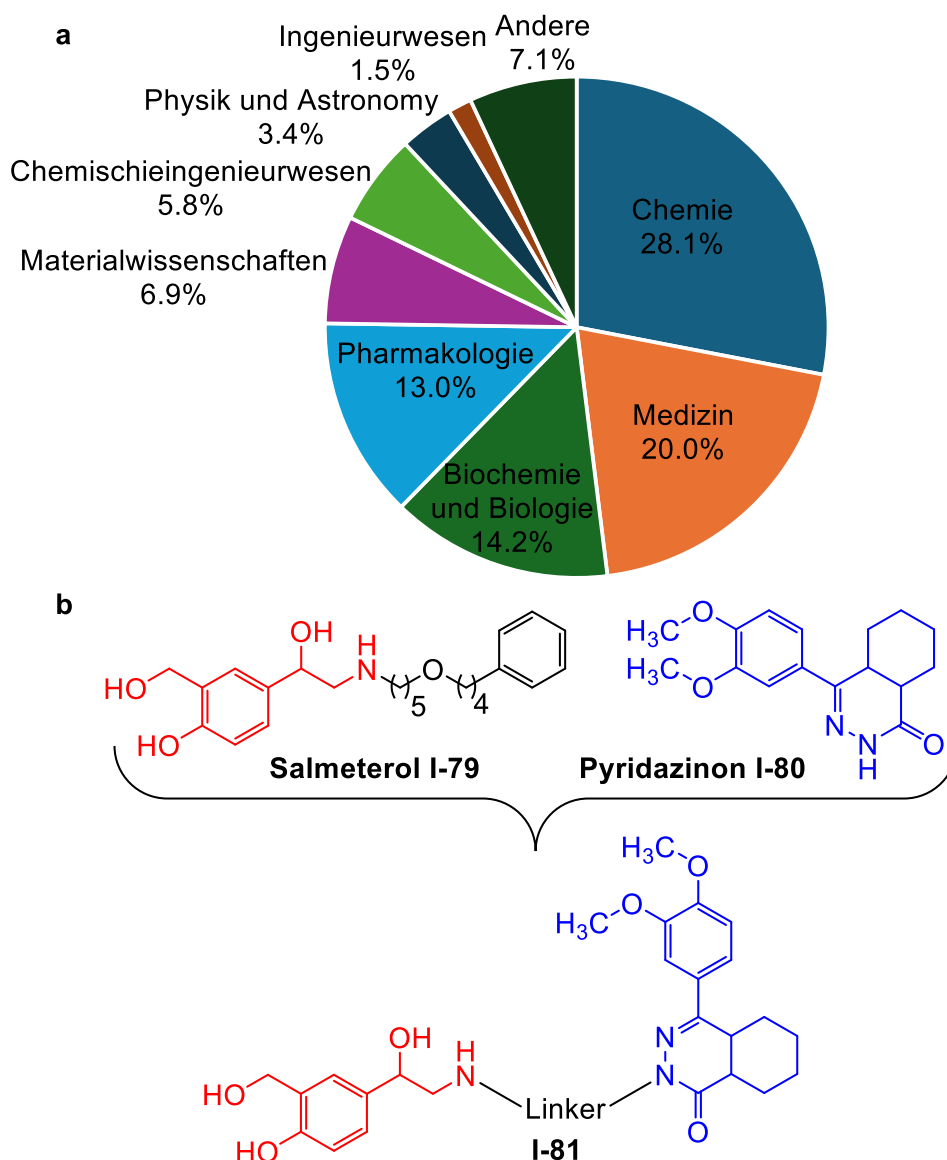 a
Ingenieurwesen
1.5%
Andere
7.1%
Physik und Astronomy
3.4%
Chemischieingenieurwesen
5.8%
Materialwissenschaften
6.9%
Chemie
28.1%
Pharmakologie
13.0%
Medizin
20.0%
Biochemie
und Biologie
14.2%
b
OH
H
N
O
HO
HO
5
4
H3C
O
H3C
O
N
N
H
O
Salmeterol I-79
Pyridazinon I-80
H3C
O
H3C
O
OH
H
N
HO
HO
Linker
N
N
O
I-81